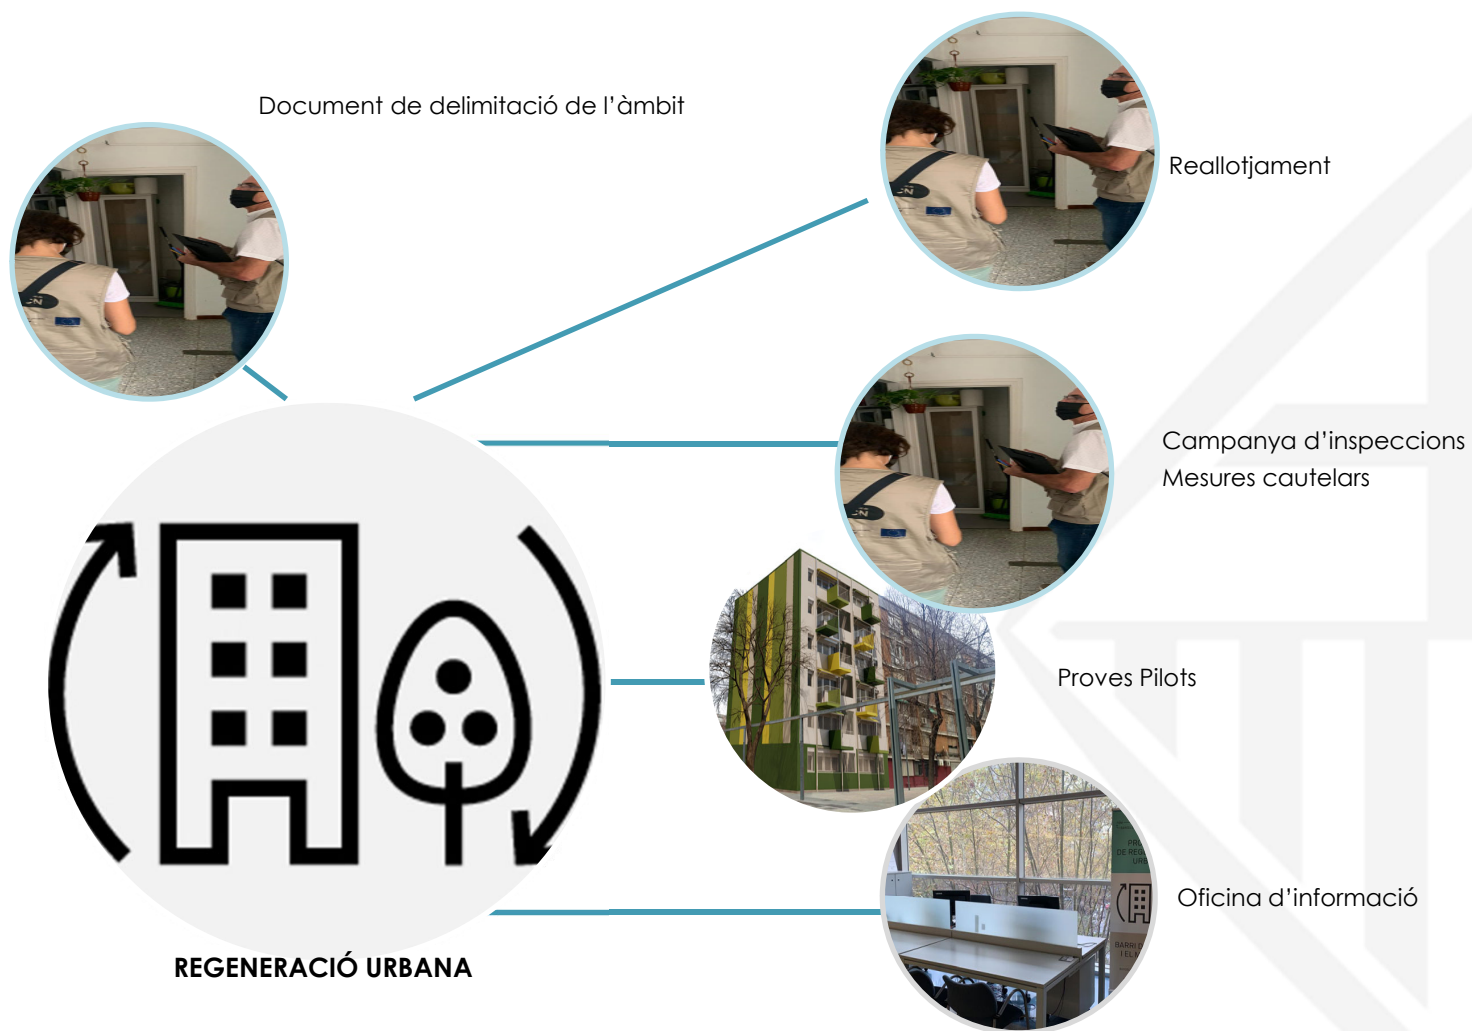 Document de delimitació de l'àmbit
Reallotjament
Campanya d'inspeccions
Mesures cautelars
Proves Pilots
Oficina d'informació
REGENERACIÓ URBANA